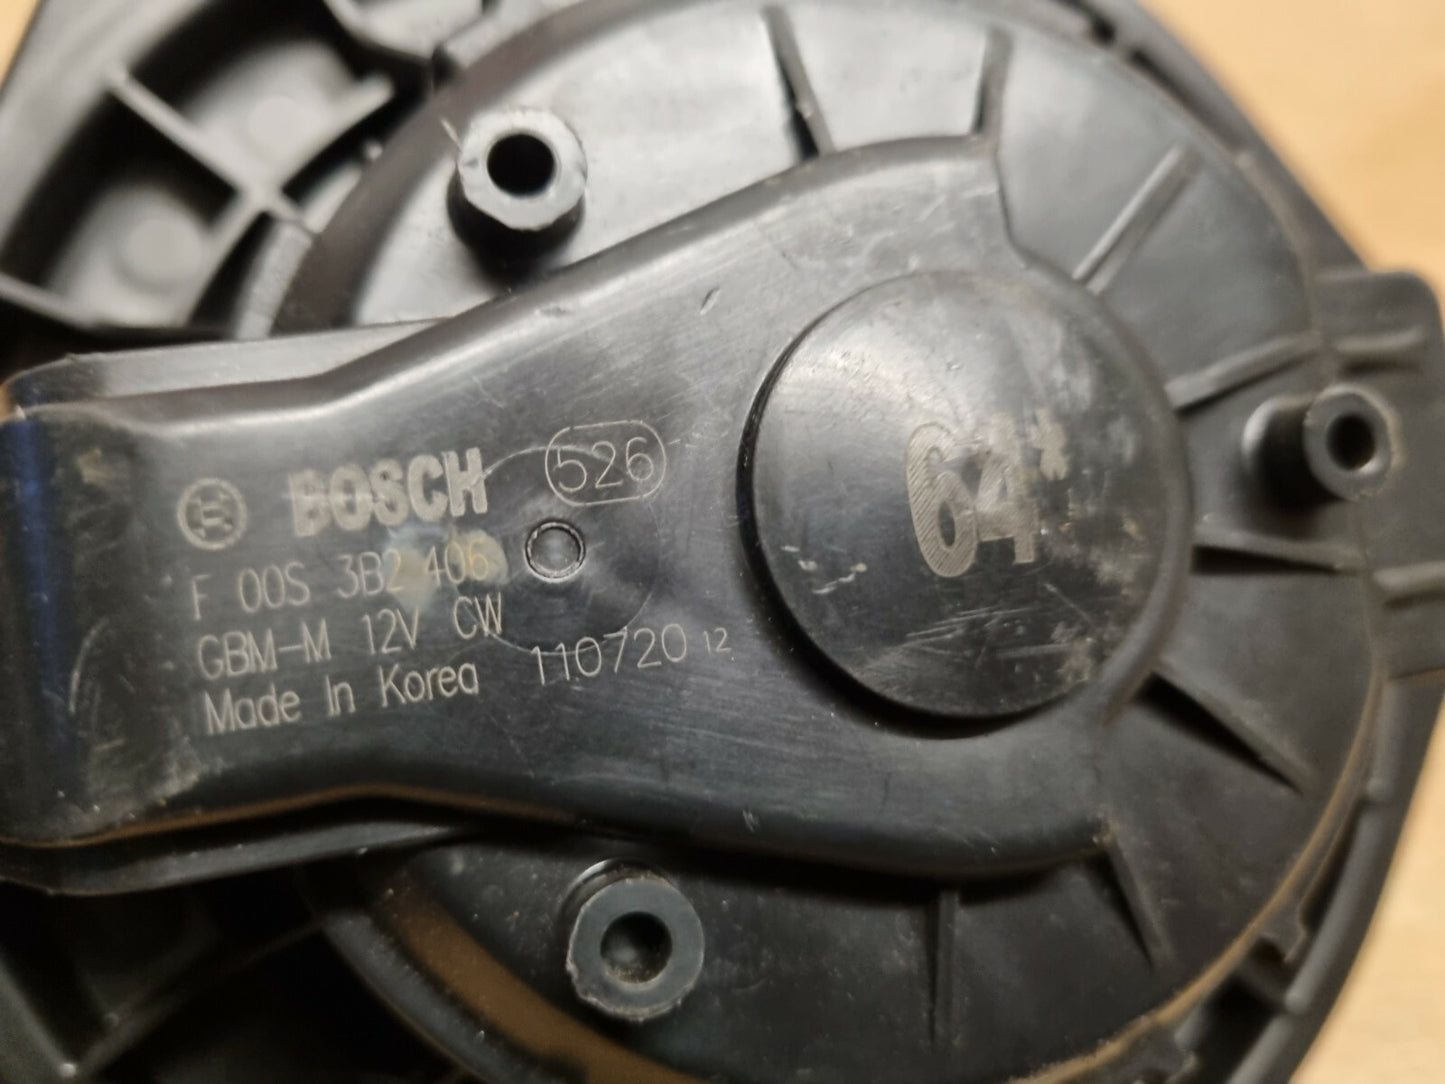 BOSCH 526
F 00S 3B2 406
GBM-M 12V CW
Made In Korea 110720 12
64*